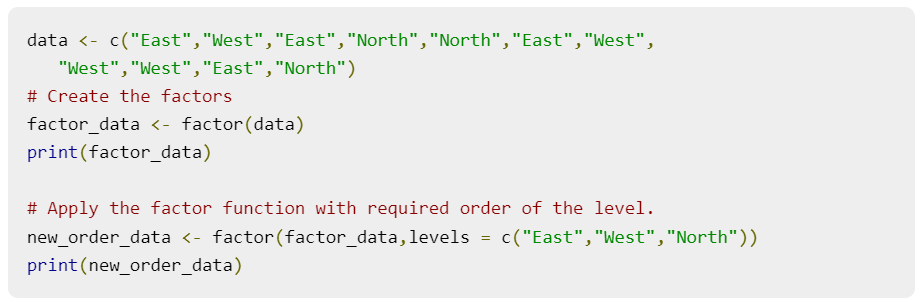 data <- c("East","West","East","North","North","East","West",
   "West","West","East","North")
# Create the factors
factor_data <- factor(data)
print(factor_data)

# Apply the factor function with required order of the level.
new_order_data <- factor(factor_data,levels = c("East","West","North"))
print(new_order_data)